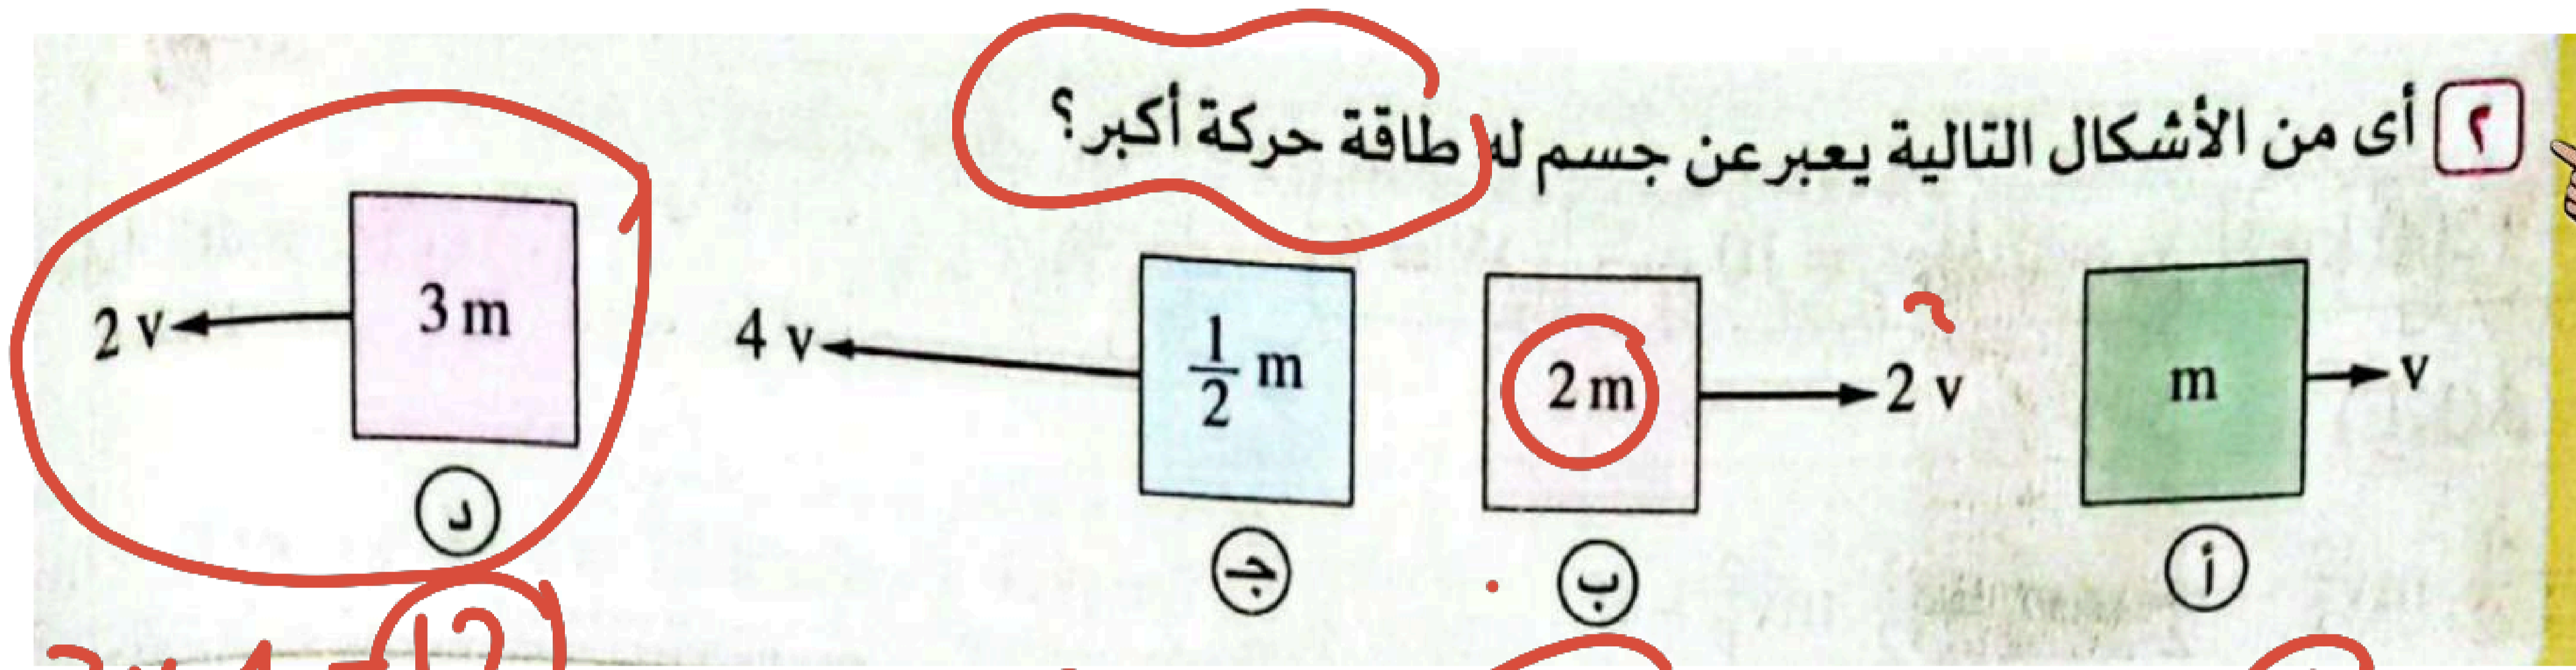 ٢ أى من الأشكال التالية يعبر عن جسم له طاقة حركة أكبر؟
m v
2 m 2 v
½ m 4 v
3 m 2 v
أ ب جـ د
12